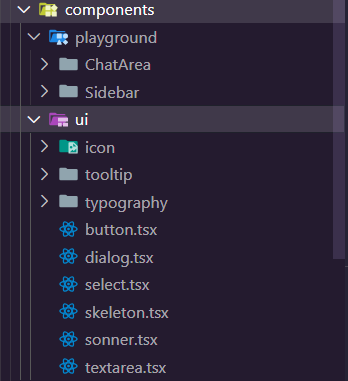 components
playground
ChatArea
Sidebar
ui
icon
tooltip
typography
button.tsx
dialog.tsx
select.tsx
skeleton.tsx
sonner.tsx
textarea.tsx